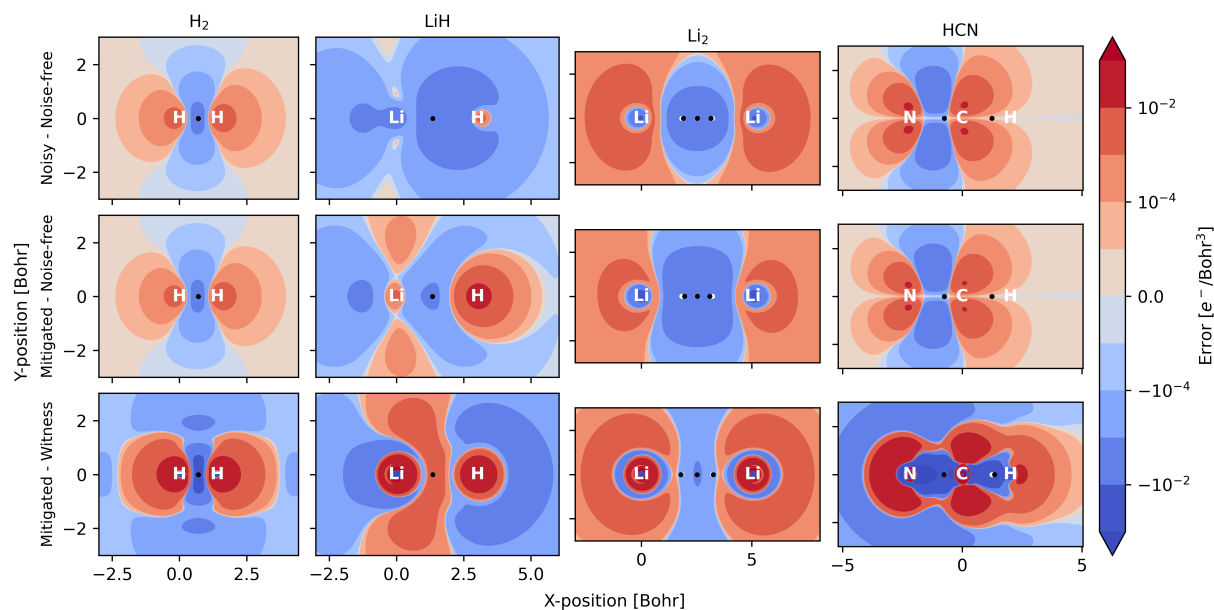 H₂
LiH
Li₂
HCN
Y-position [Bohr]
Noisy - Noise-free
2
0
−2
H H
Li H
Li Li
N C H
Mitigated - Noise-free
2
0
−2
H H
Li H
Li Li
N C H
Mitigated - Witness
2
0
−2
H H
Li H
Li Li
N C H
−2.5 0.0 2.5
−2.5 0.0 2.5 5.0
0 5
−5 0 5
X-position [Bohr]
10⁻²
10⁻⁴
0.0
−10⁻⁴
−10⁻²
Error [e⁻/Bohr³]